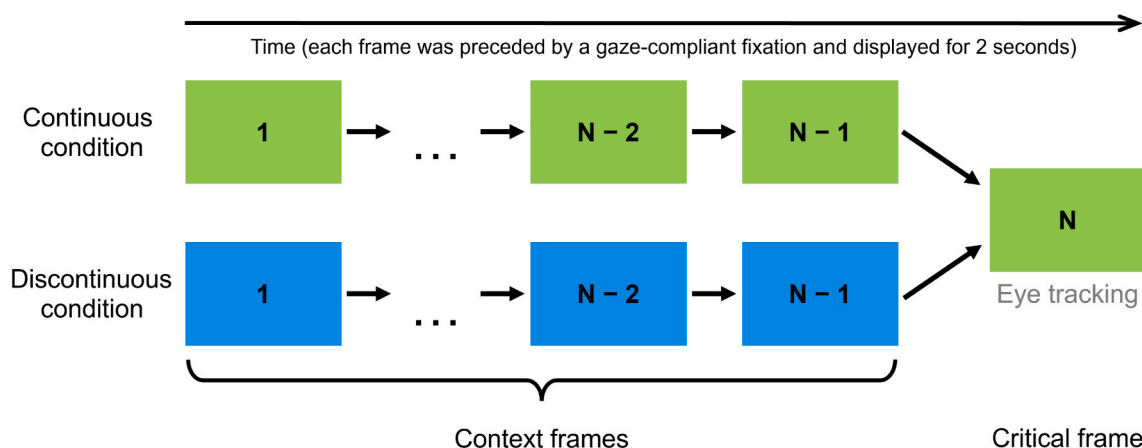 Time (each frame was preceded by a gaze-compliant fixation and displayed for 2 seconds)
Continuous
condition
1
...
N − 2
N − 1
N
Eye tracking
Discontinuous
condition
1
...
N − 2
N − 1
Context frames
Critical frame